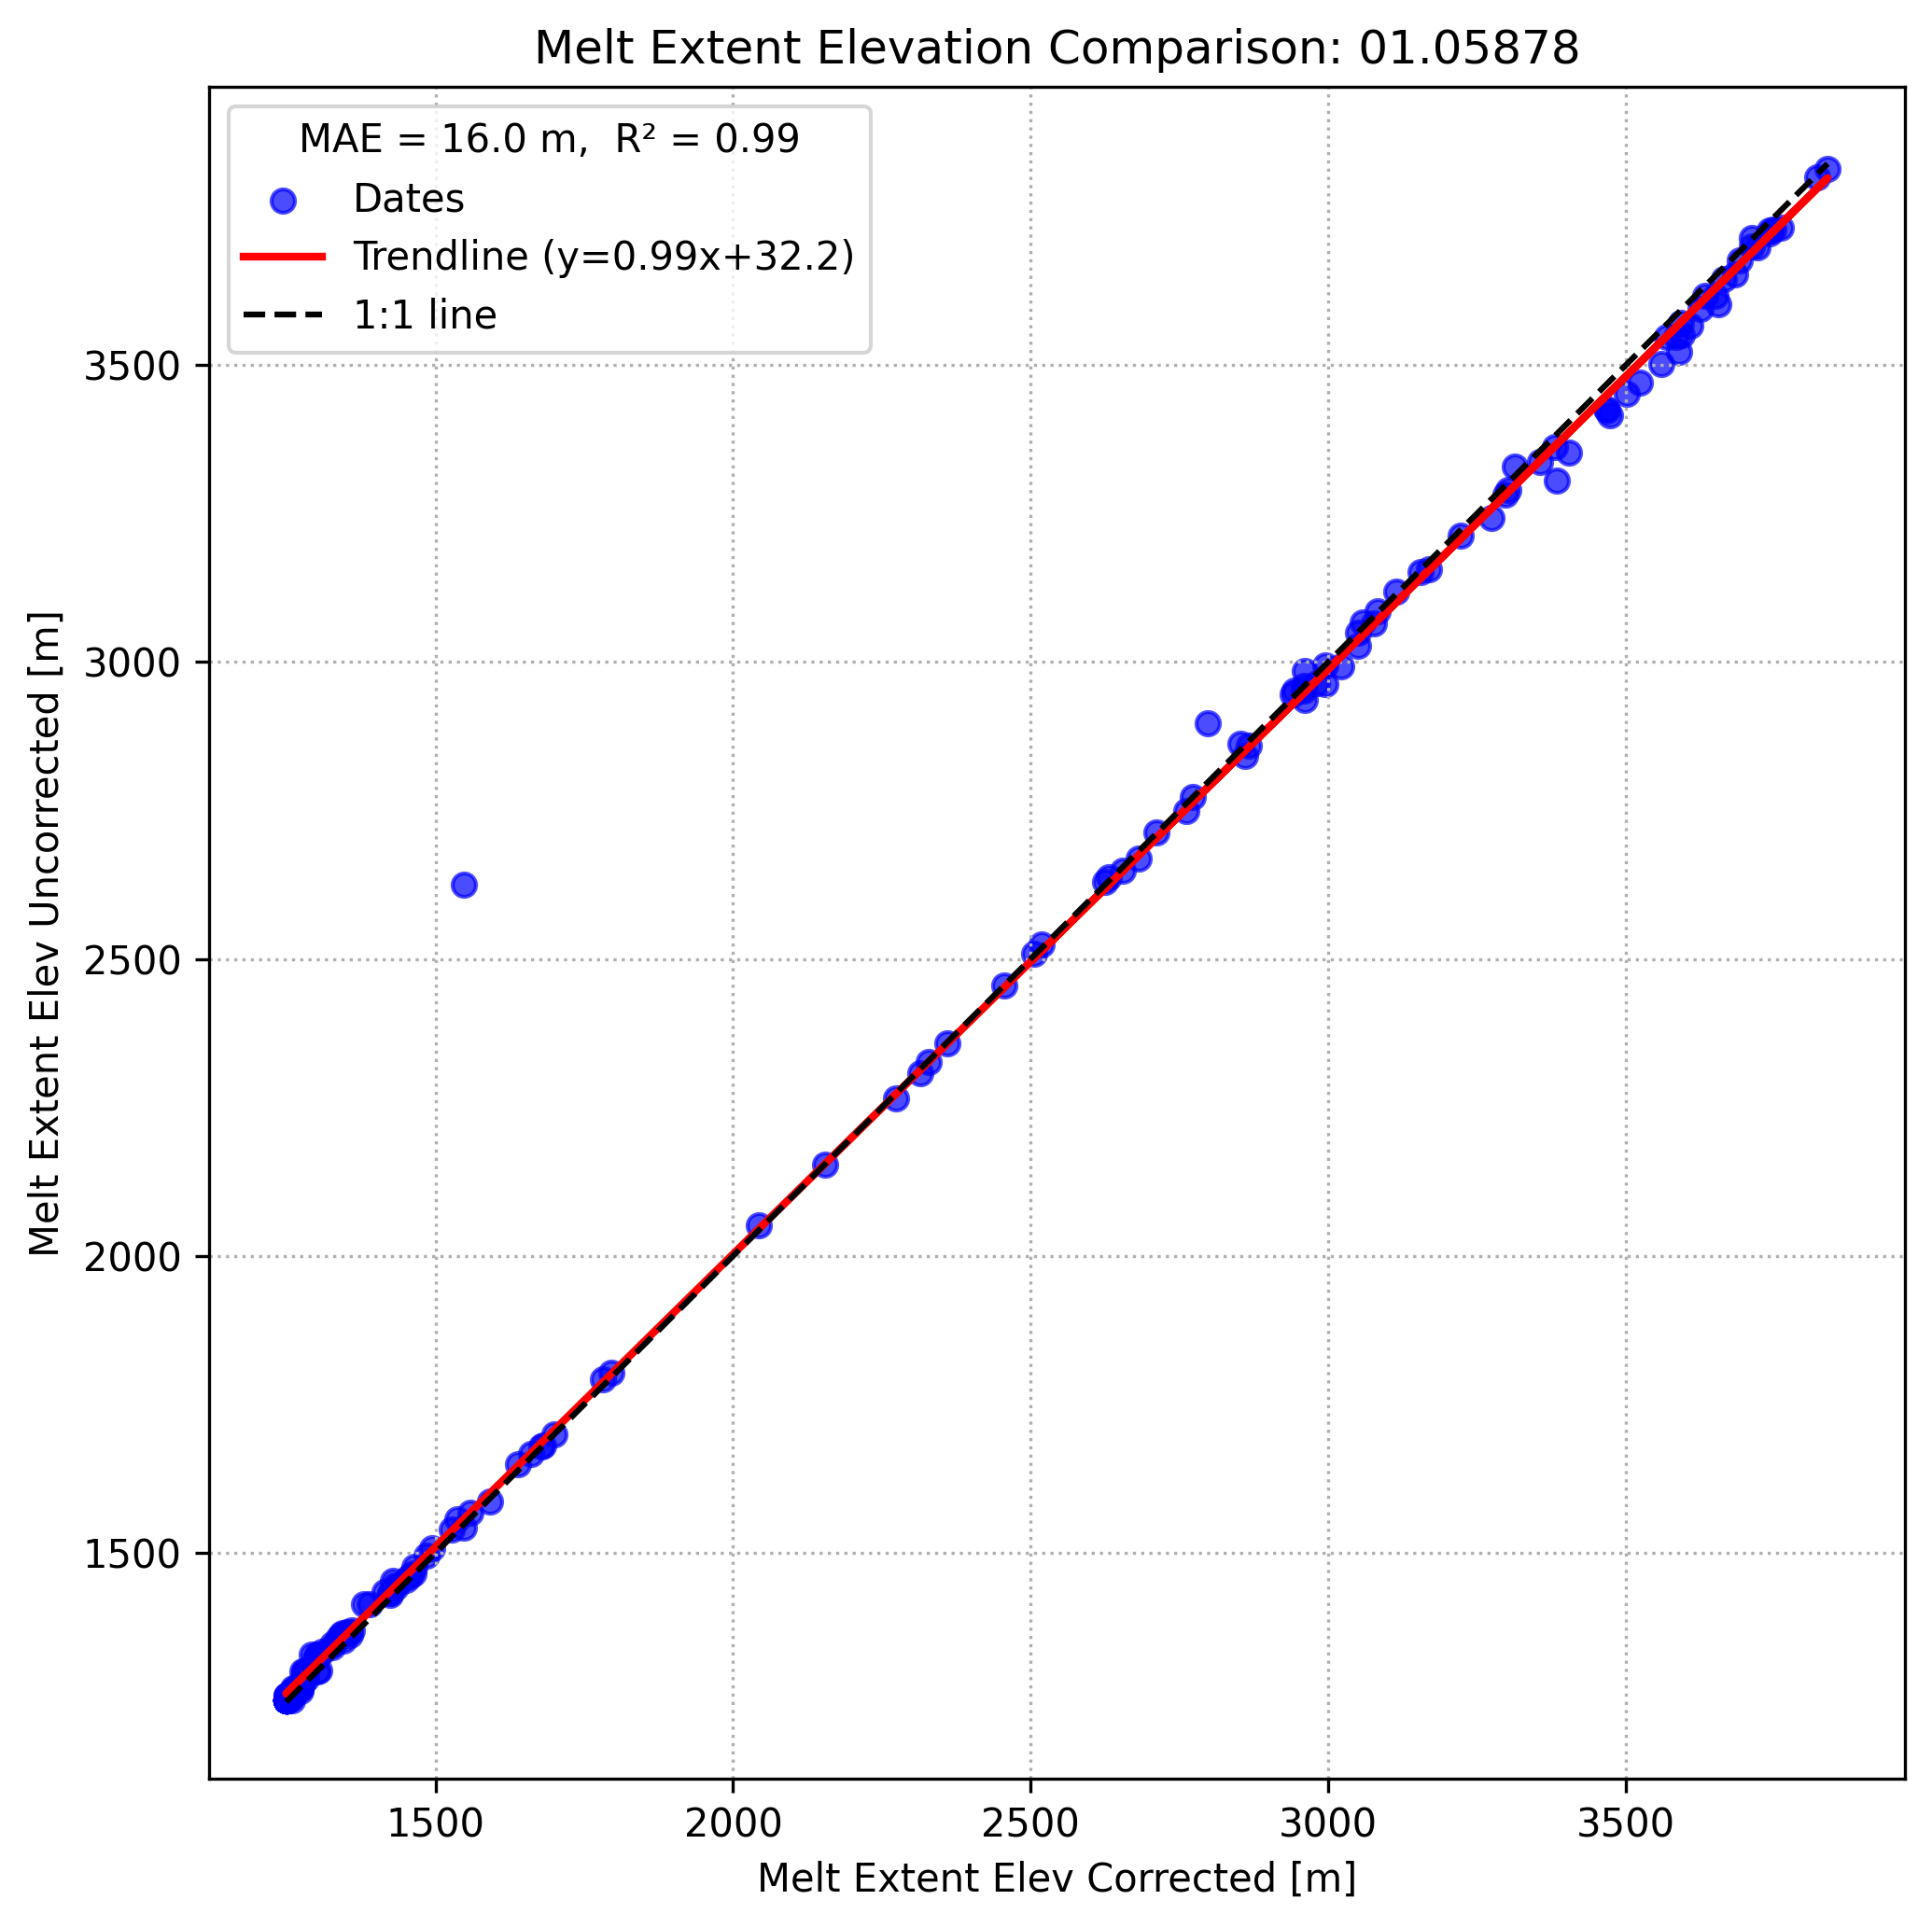 Melt Extent Elevation Comparison: 01.05878
MAE = 16.0 m,  R² = 0.99
Dates
Trendline (y=0.99x+32.2)
1:1 line
Melt Extent Elev Uncorrected [m]
3500
3000
2500
2000
1500
1500
2000
2500
3000
3500
Melt Extent Elev Corrected [m]